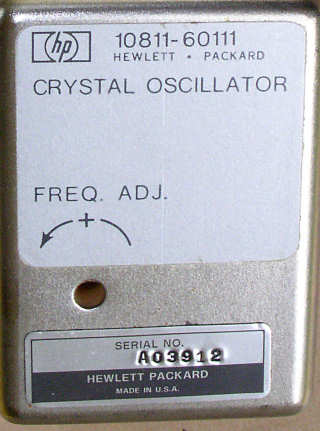 hp 10811-60111
HEWLETT • PACKARD
CRYSTAL OSCILLATOR
FREQ. ADJ.
+
SERIAL NO.
A03912
HEWLETT PACKARD
MADE IN U.S.A.